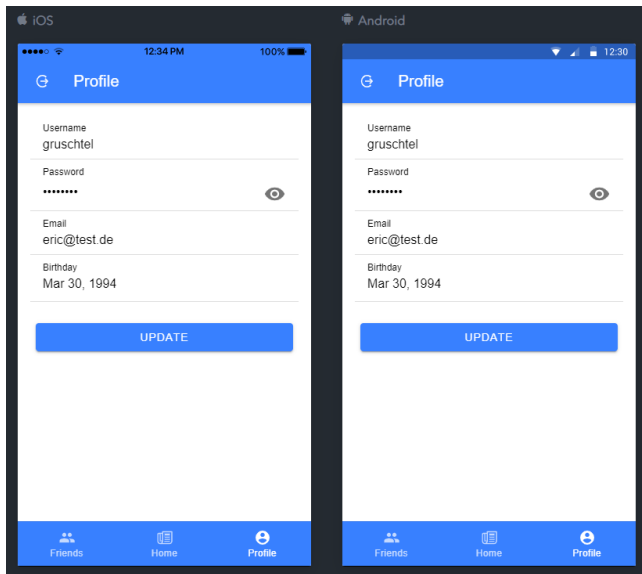 iOS
12:34 PM
100%
Profile
Username
gruschtel
Password
••••••••
Email
eric@test.de
Birthday
Mar 30, 1994
UPDATE
Friends
Home
Profile
Android
12:30
Profile
Username
gruschtel
Password
••••••••
Email
eric@test.de
Birthday
Mar 30, 1994
UPDATE
Friends
Home
Profile